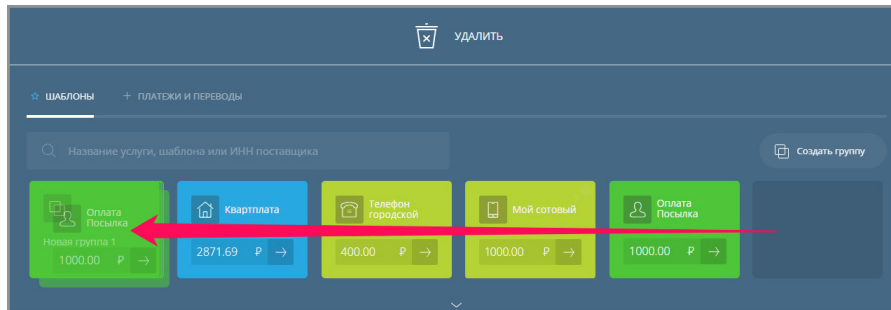 УДАЛИТЬ
ШАБЛОНЫ
ПЛАТЕЖИ И ПЕРЕВОДЫ
Название услуги, шаблона или ИНН поставщика
Создать группу
Оплата
Посылка
Новая группа 1
1000.00 ₽
Квартплата
2871.69 ₽
Телефон
городской
400.00 ₽
Мой сотовый
1000.00 ₽
Оплата
Посылка
1000.00 ₽